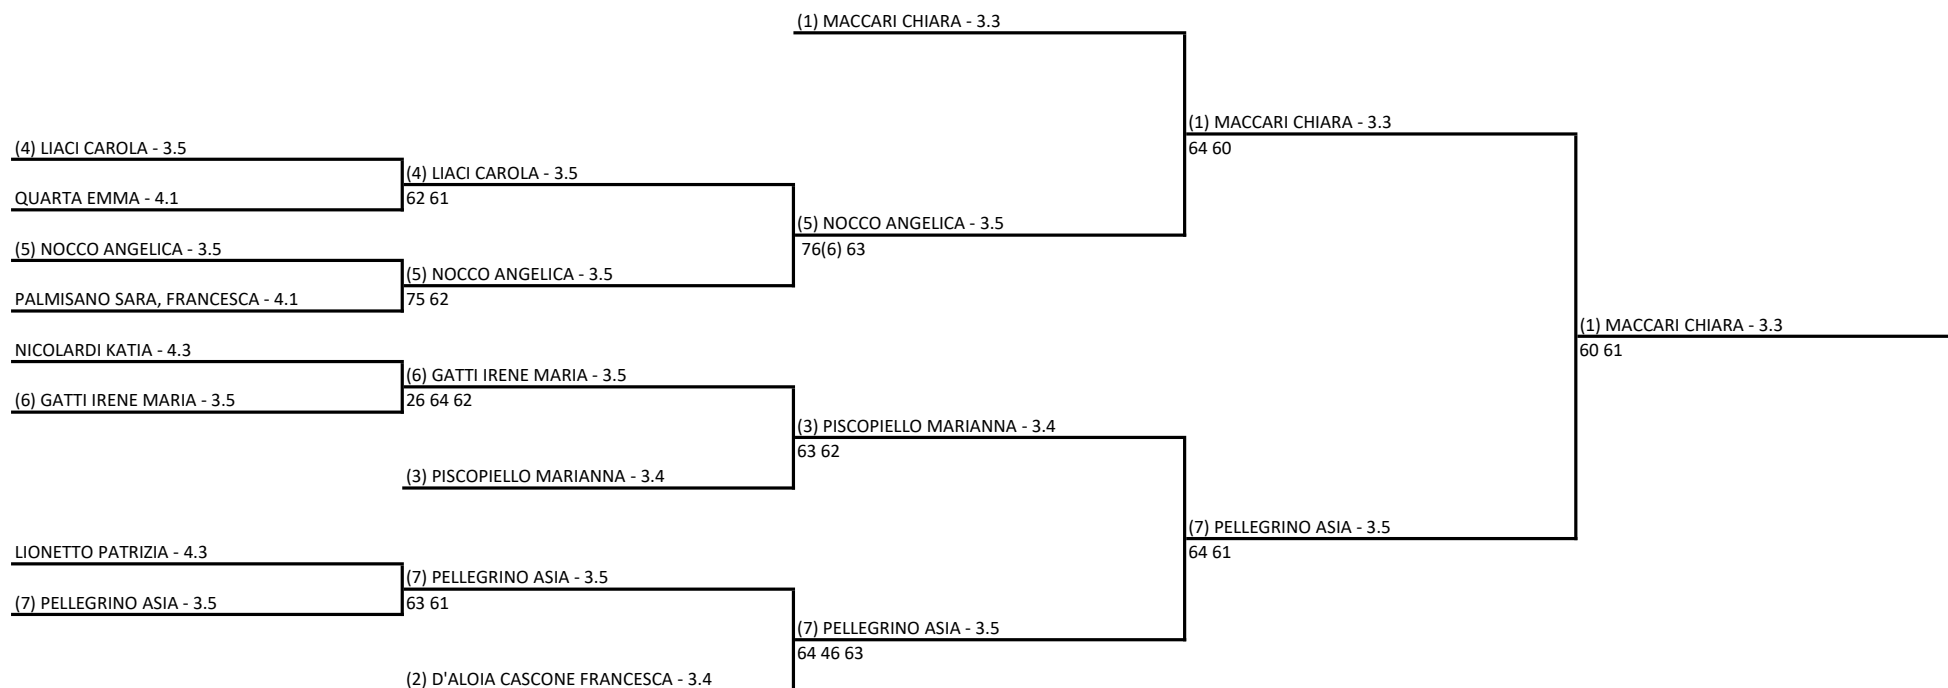 (1) MACCARI CHIARA - 3.3
(1) MACCARI CHIARA - 3.3
(4) LIACI CAROLA - 3.5
64 60
(4) LIACI CAROLA - 3.5
QUARTA EMMA - 4.1
62 61
(5) NOCCO ANGELICA - 3.5
(5) NOCCO ANGELICA - 3.5
76(6) 63
(5) NOCCO ANGELICA - 3.5
PALMISANO SARA, FRANCESCA - 4.1
75 62
(1) MACCARI CHIARA - 3.3
NICOLARDI KATIA - 4.3
60 61
(6) GATTI IRENE MARIA - 3.5
(6) GATTI IRENE MARIA - 3.5
26 64 62
(3) PISCOPIELLO MARIANNA - 3.4
63 62
(3) PISCOPIELLO MARIANNA - 3.4
(7) PELLEGRINO ASIA - 3.5
LIONETTO PATRIZIA - 4.3
64 61
(7) PELLEGRINO ASIA - 3.5
(7) PELLEGRINO ASIA - 3.5
63 61
(7) PELLEGRINO ASIA - 3.5
64 46 63
(2) D'ALOIA CASCONE FRANCESCA - 3.4